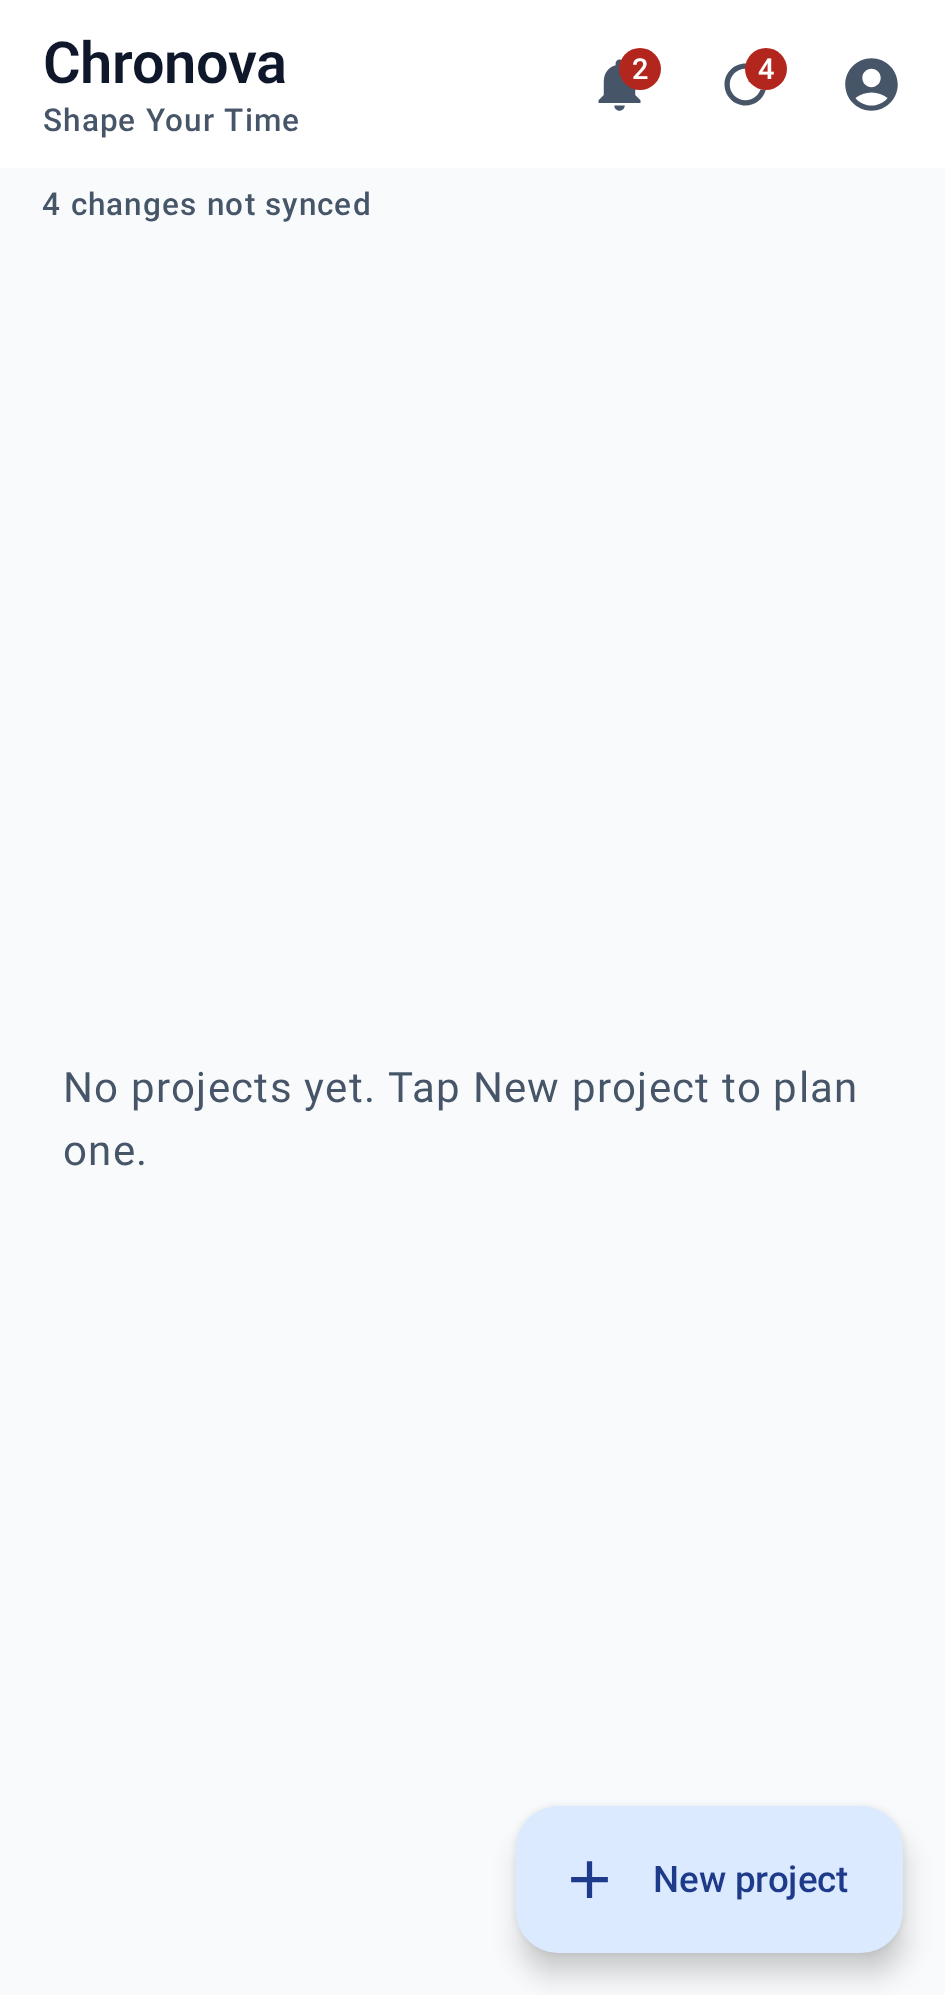 Chronova
2
4
Shape Your Time
4 changes not synced
No projects yet. Tap New project to plan
one.
New project